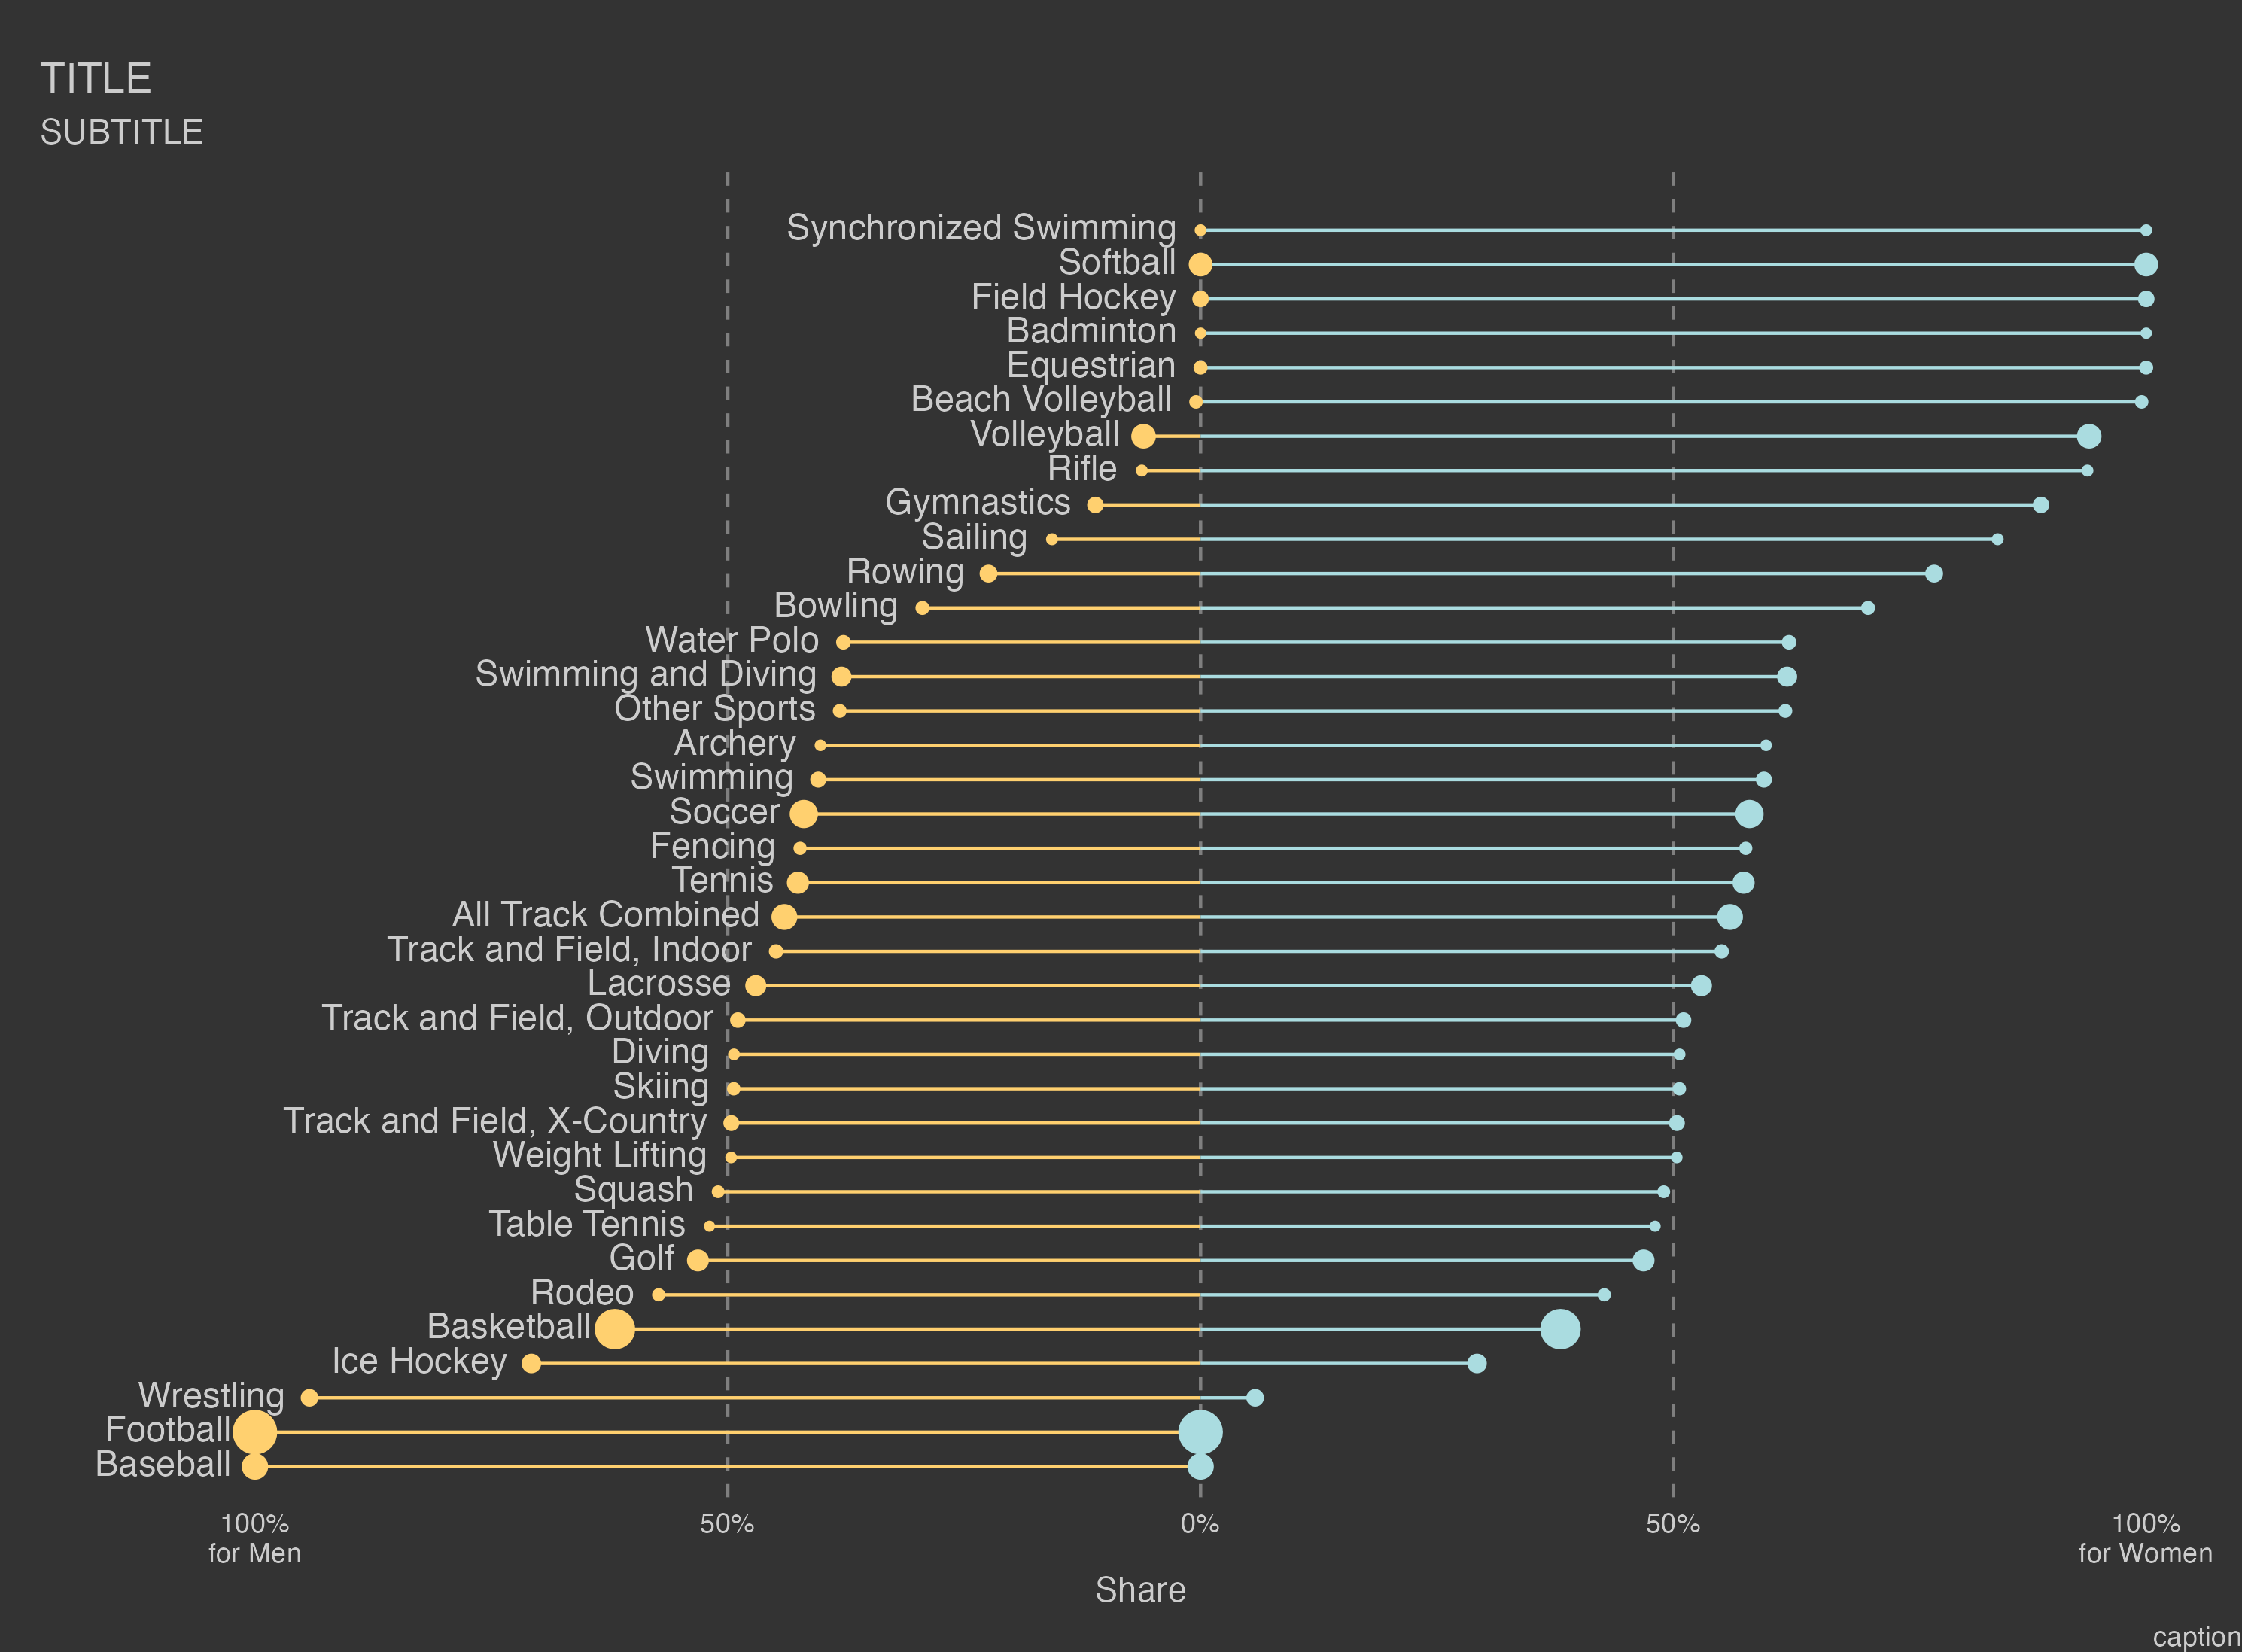 TITLE
SUBTITLE
Synchronized Swimming
Softball
Field Hockey
Badminton
Equestrian
Beach Volleyball
Volleyball
Rifle
Gymnastics
Sailing
Rowing
Bowling
Water Polo
Swimming and Diving
Other Sports
Archery
Swimming
Soccer
Fencing
Tennis
All Track Combined
Track and Field, Indoor
Lacrosse
Track and Field, Outdoor
Diving
Skiing
Track and Field, X-Country
Weight Lifting
Squash
Table Tennis
Golf
Rodeo
Basketball
Ice Hockey
Wrestling
Football
Baseball
100% 50% 0% 50% 100%
for Men for Women
Share
caption